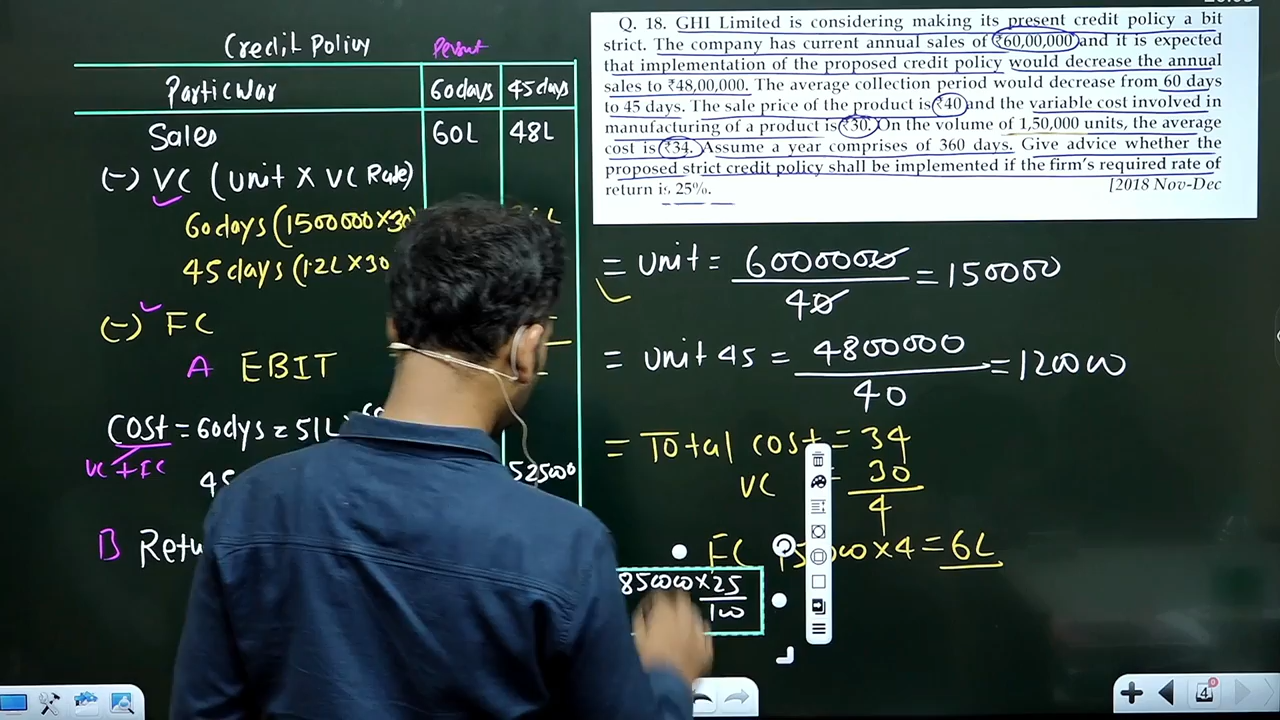 Credit Policy
Particular
60days
45days
Sales
60L
48L
(-) VC (Unit X VC Rate)
60days (1500000×30
45days (1.2L×30
L
(-) FC
A EBIT
Cost = 60dys = 51L
VC + FC
45
525000
B Retu
Q. 18. GHI Limited is considering making its present credit policy a bit
strict. The company has current annual sales of ₹60,00,000 and it is expected
that implementation of the proposed credit policy would decrease the annual
sales to ₹48,00,000. The average collection period would decrease from 60 days
to 45 days. The sale price of the product is ₹40 and the variable cost involved in
manufacturing of a product is ₹30. On the volume of 1,50,000 units, the average
cost is ₹34. Assume a year comprises of 360 days. Give advice whether the
proposed strict credit policy shall be implemented if the firm's required rate of
return is 25%.
[2018 Nov-Dec
= Unit = 6000000 / 40 = 150000
= Unit 45 = 4800000 / 40 = 120000
= Total cost = 34
VC = 30
4
FC ×4 = 6L
850000 × 25
100
4